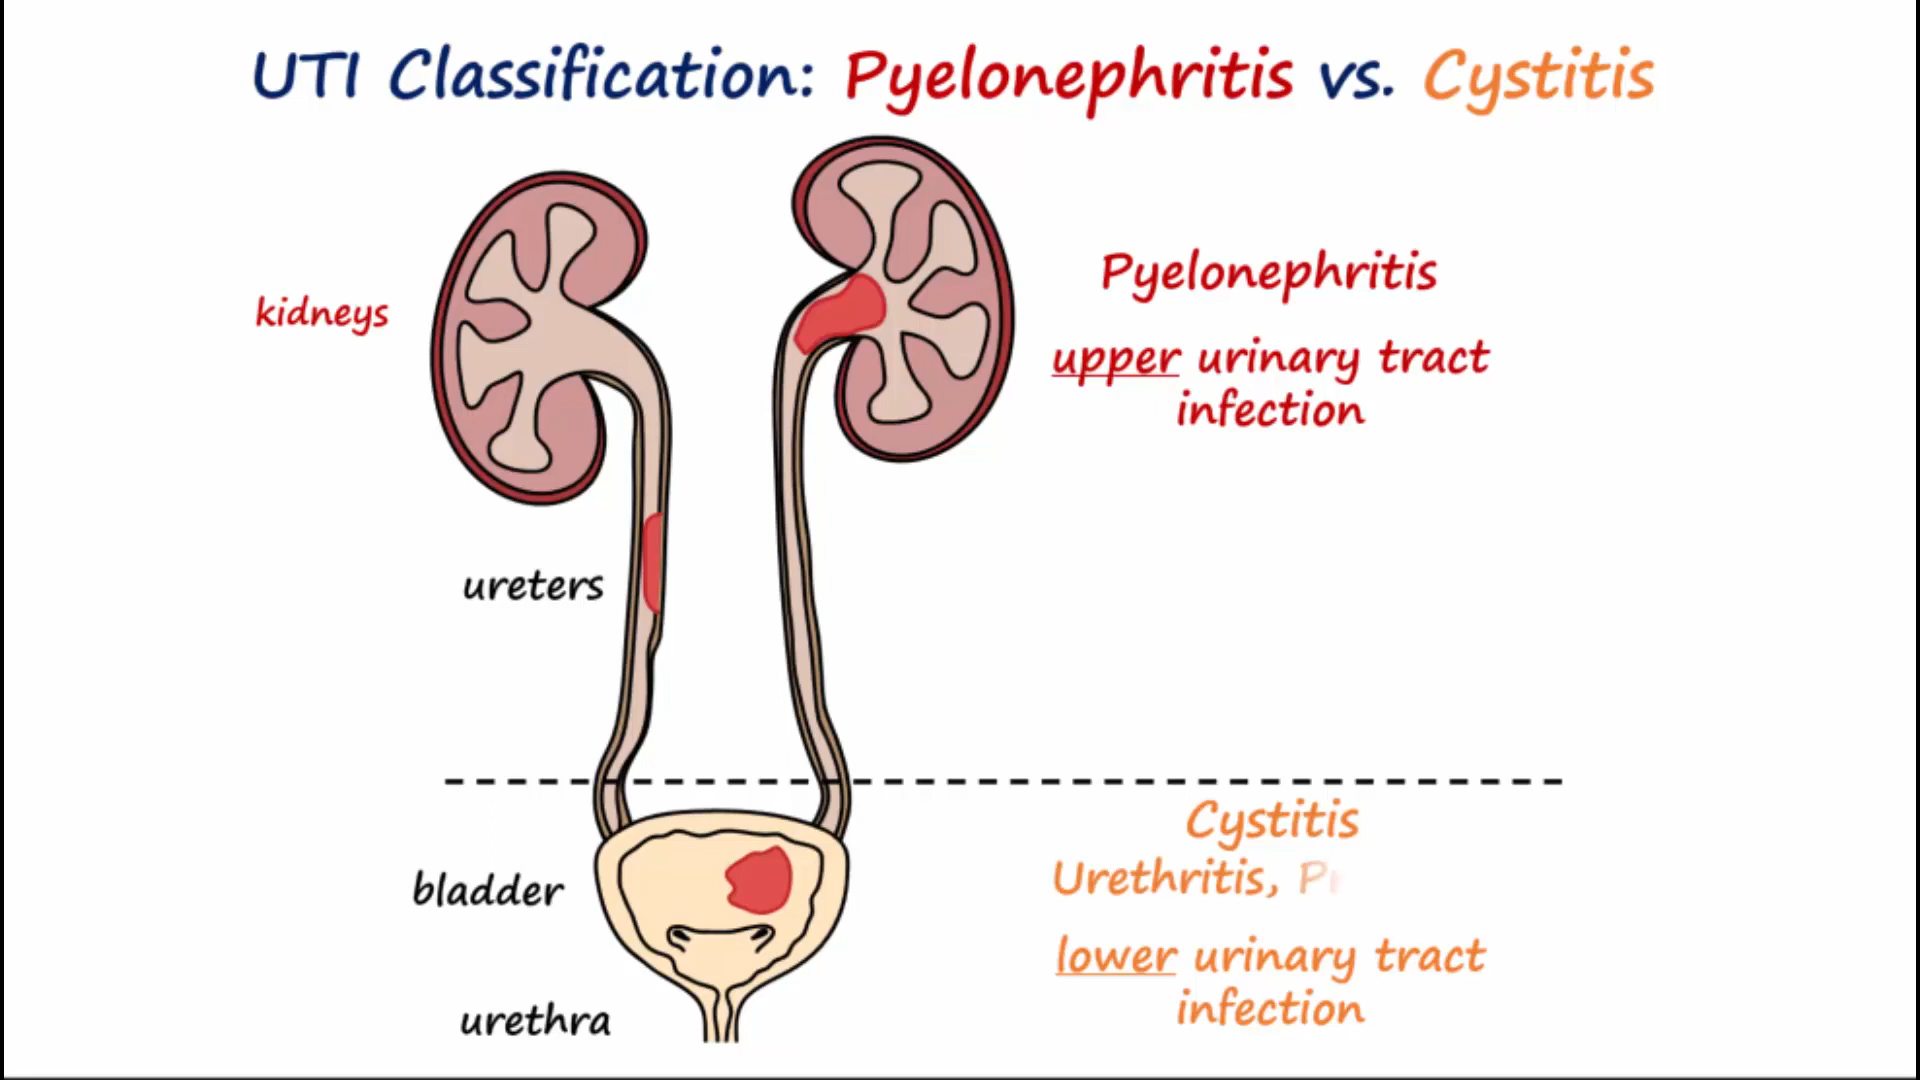 UTI Classification: Pyelonephritis vs. Cystitis
kidneys
Pyelonephritis
upper urinary tract
infection
ureters
Cystitis
Urethritis,
bladder
lower urinary tract
infection
urethra